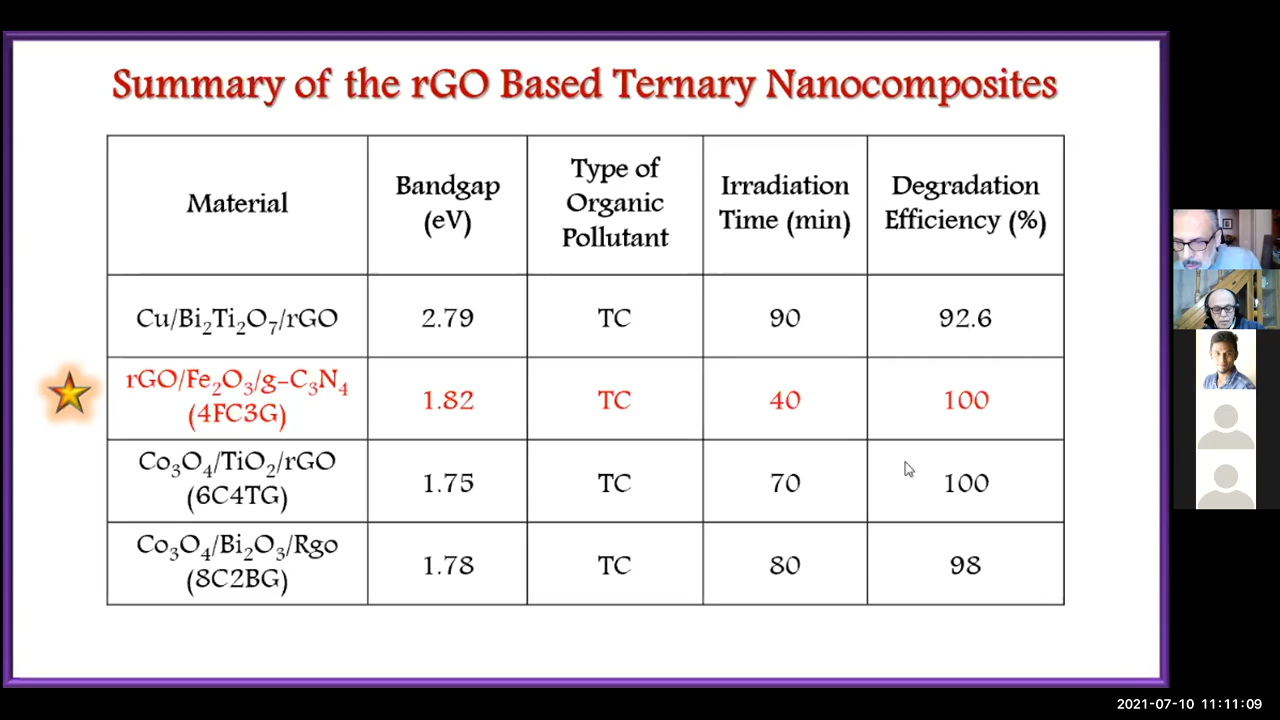 Summary of the rGO Based Ternary Nanocomposites
Material
Bandgap
(eV)
Type of
Organic
Pollutant
Irradiation
Time (min)
Degradation
Efficiency (%)
Cu/Bi₂Ti₂O₇/rGO
2.79
TC
90
92.6
rGO/Fe₂O₃/g-C₃N₄
(4FC3G)
1.82
TC
40
100
Co₃O₄/TiO₂/rGO
(6C4TG)
1.75
TC
70
100
Co₃O₄/Bi₂O₃/Rgo
(8C2BG)
1.78
TC
80
98
2021-07-10 11:11:09